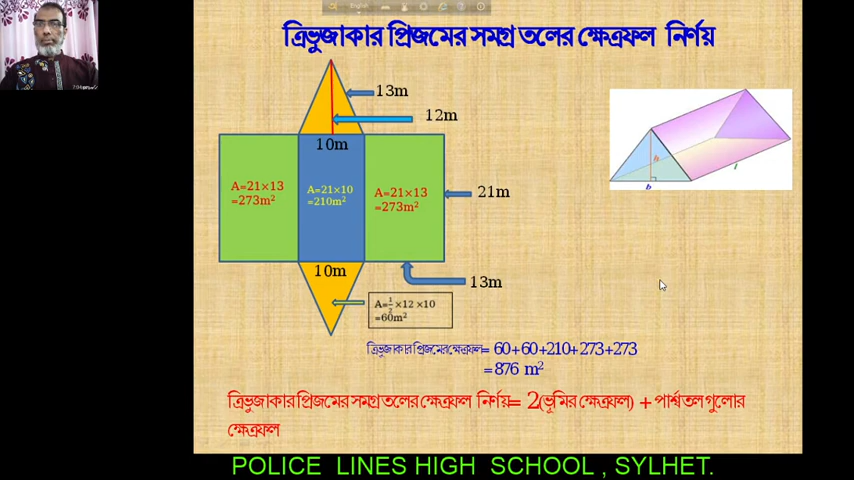 English
ত্রিভুজাকার প্রিজমের সমগ্র তলের ক্ষেত্রফল নির্ণয়
13m
12m
10m
A=21×13
=273m²
A=21×10
=210m²
A=21×13
=273m²
21m
h
b
l
10m
13m
A=½×12×10
=60m²
ত্রিভুজাকার প্রিজমের ক্ষেত্রফল= 60+60+210+273+273
=876 m²
ত্রিভুজাকার প্রিজমের সমগ্র তলের ক্ষেত্রফল নির্ণয়= 2(ভূমির ক্ষেত্রফল) + পার্শ্বতলগুলোর
ক্ষেত্রফল
POLICE LINES HIGH SCHOOL , SYLHET.